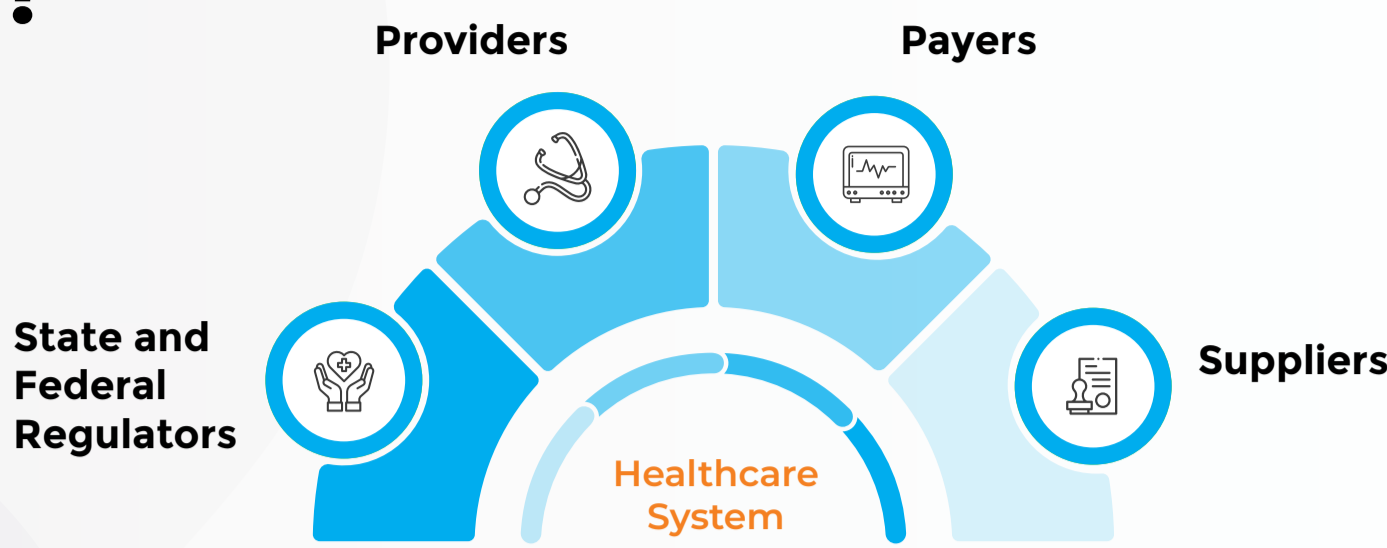 Providers
Payers
State and
Federal
Regulators
Suppliers
Healthcare
System